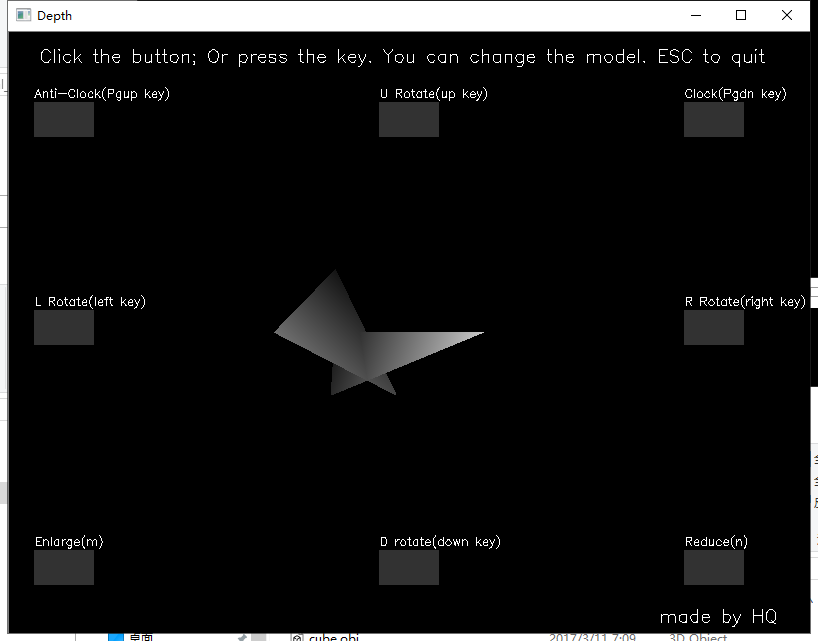 Depth
Click the button; Or press the key. You can change the model. ESC to quit
Anti-Clock(Pgup key)
U Rotate(up key)
Clock(Pgdn key)
L Rotate(left key)
R Rotate(right key)
Enlarge(m)
D rotate(down key)
Reduce(n)
made by HQ
桌面
cube.obj
2017/3/11 7:09
3D Object